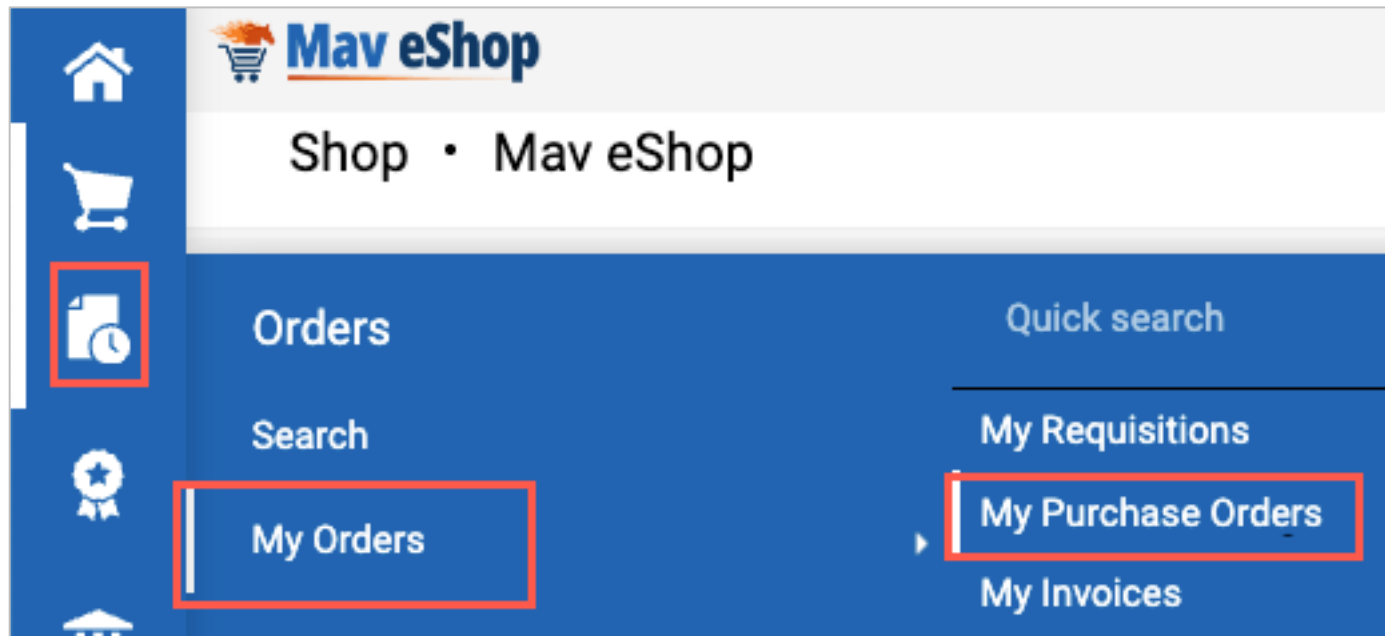 Mav eShop
Shop • Mav eShop
Orders
Search
My Orders
Quick search
My Requisitions
My Purchase Orders
My Invoices